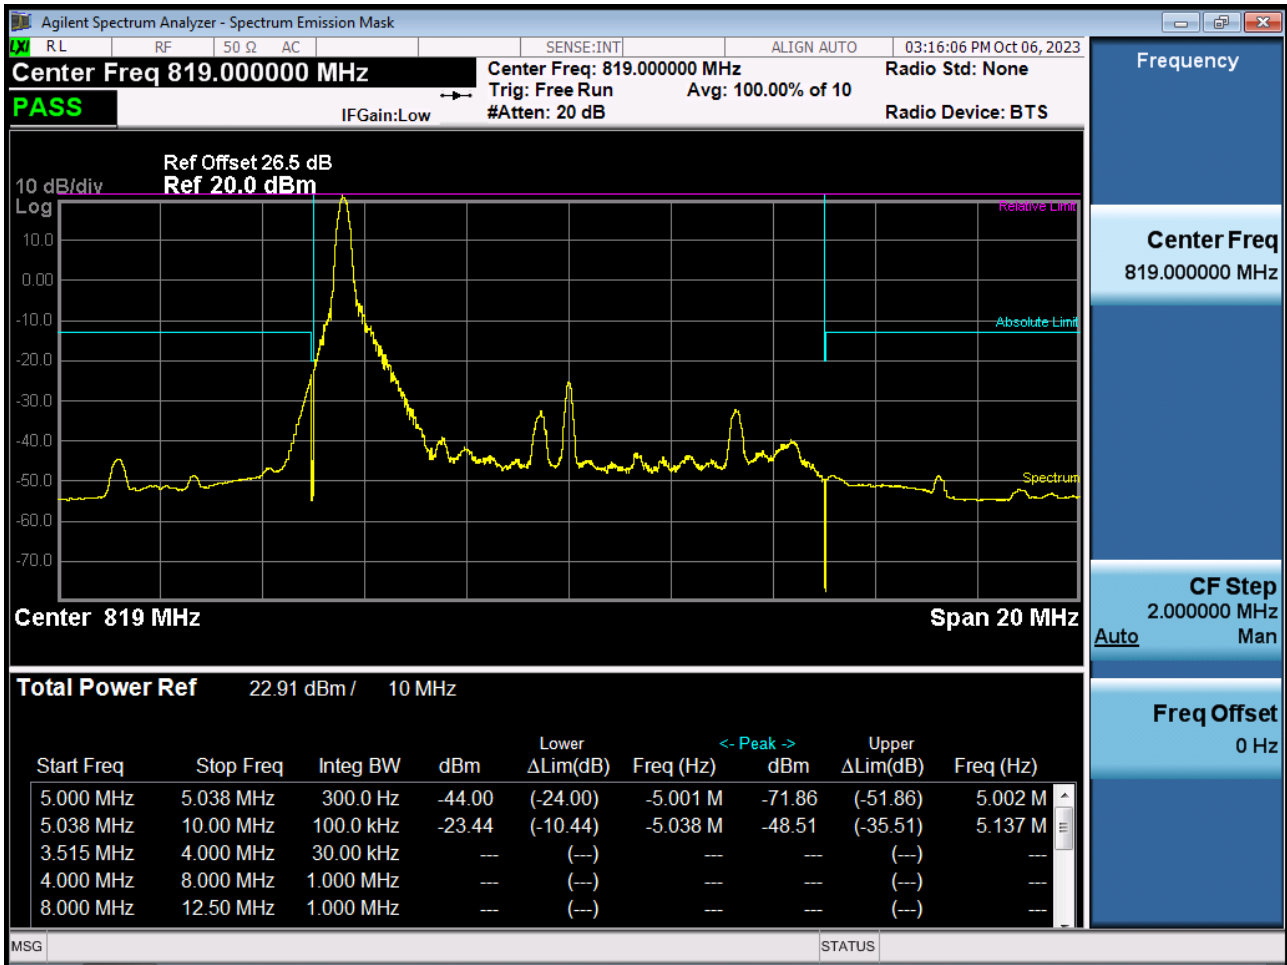 Agilent Spectrum Analyzer - Spectrum Emission Mask
LXI RL RF 50 Ω AC SENSE:INT ALIGN AUTO 03:16:06 PM Oct 06, 2023
Center Freq 819.000000 MHz
PASS
IFGain:Low
Center Freq: 819.000000 MHz
Trig: Free Run Avg: 100.00% of 10
#Atten: 20 dB
Radio Std: None
Radio Device: BTS
Ref Offset 26.5 dB
10 dB/div Ref 20.0 dBm
Log
Relative Limit
10.0
0.00
-10.0
Absolute Limit
-20.0
-30.0
-40.0
-50.0
Spectrum
-60.0
-70.0
Center 819 MHz Span 20 MHz
Total Power Ref 22.91 dBm / 10 MHz
Lower <- Peak -> Upper
Start Freq Stop Freq Integ BW dBm ΔLim(dB) Freq (Hz) dBm ΔLim(dB) Freq (Hz)
5.000 MHz 5.038 MHz 300.0 Hz -44.00 (-24.00) -5.001 M -71.86 (-51.86) 5.002 M
5.038 MHz 10.00 MHz 100.0 kHz -23.44 (-10.44) -5.038 M -48.51 (-35.51) 5.137 M
3.515 MHz 4.000 MHz 30.00 kHz --- (---) --- --- (---) ---
4.000 MHz 8.000 MHz 1.000 MHz --- (---) --- --- (---) ---
8.000 MHz 12.50 MHz 1.000 MHz --- (---) --- --- (---) ---
MSG STATUS
Frequency
Center Freq
819.000000 MHz
CF Step
2.000000 MHz
Auto Man
Freq Offset
0 Hz